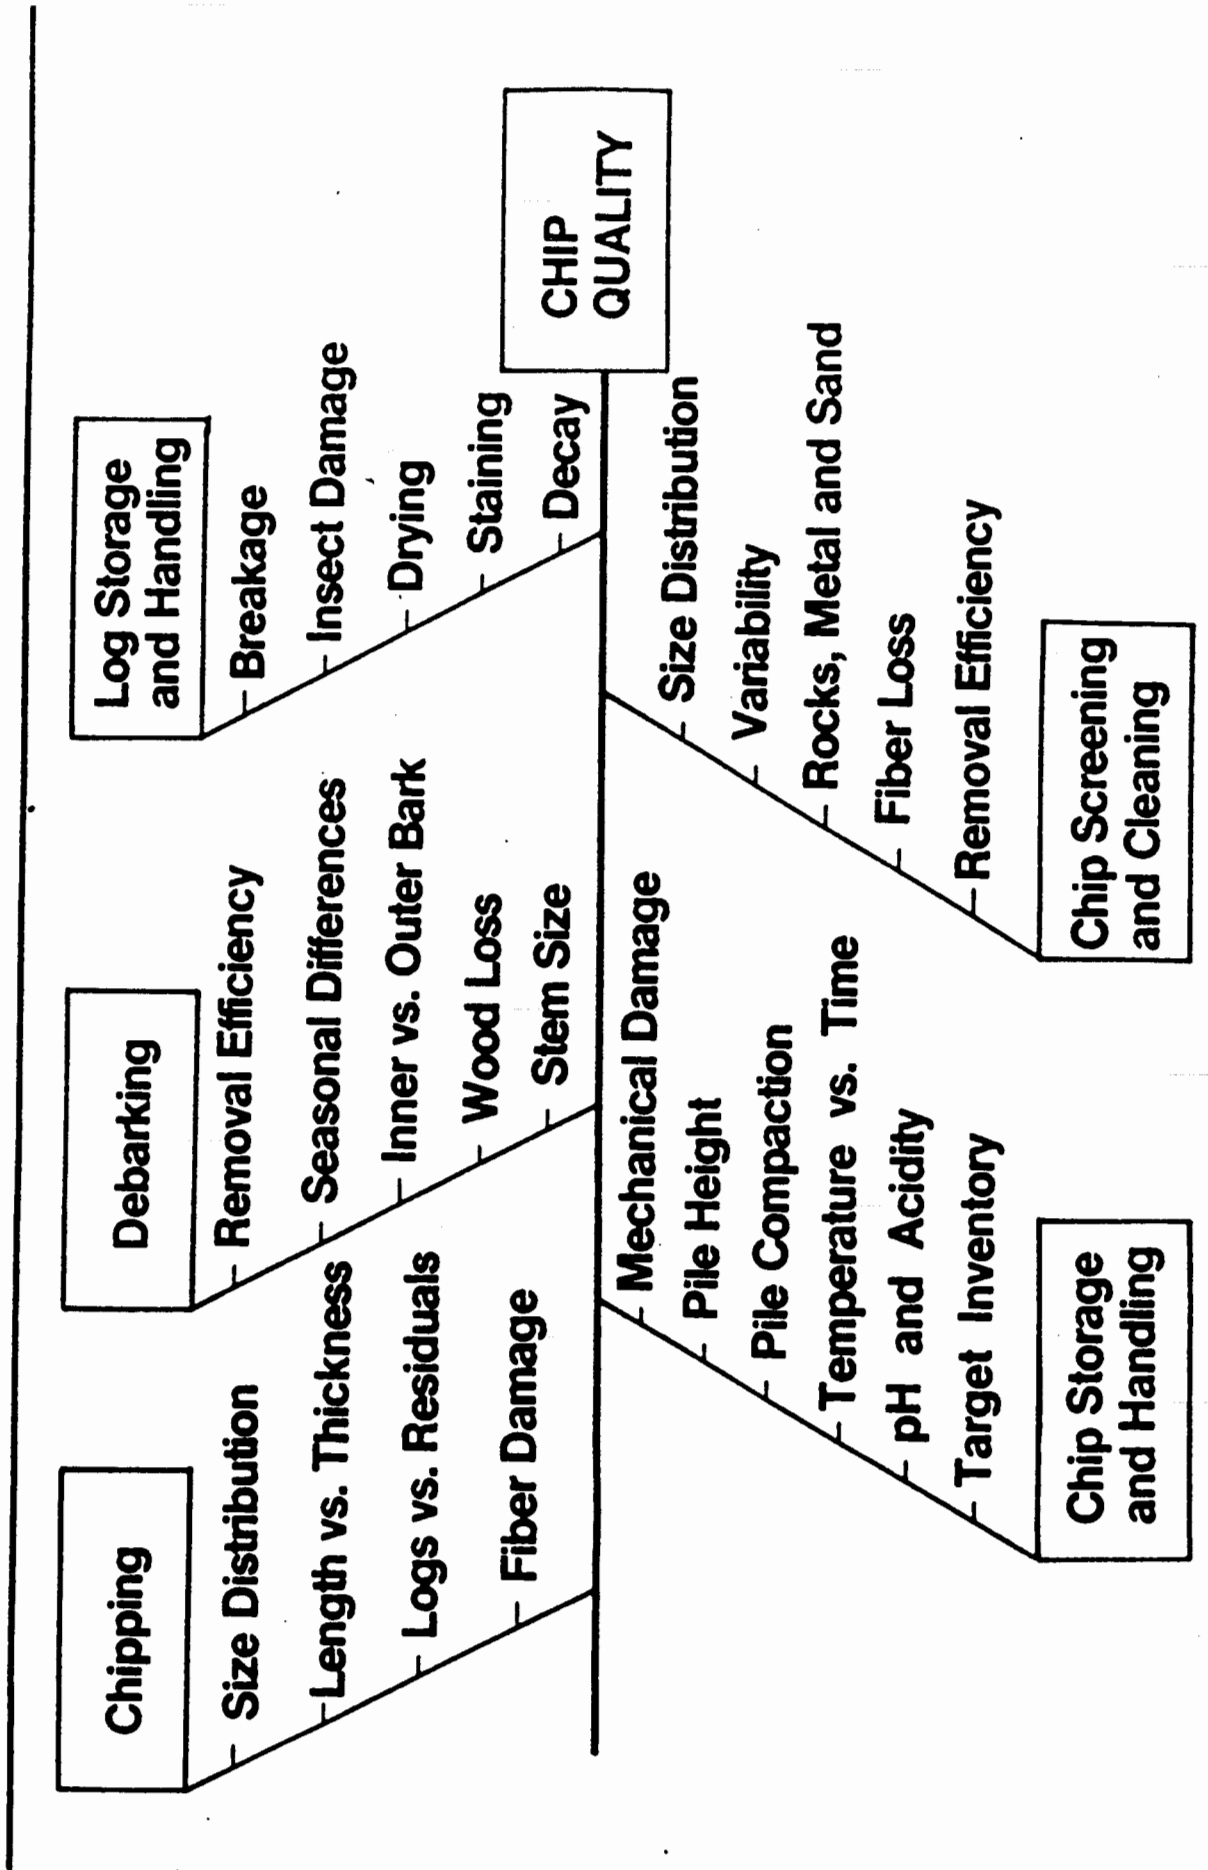 Chipping
Size Distribution
Length vs. Thickness
Logs vs. Residuals
Fiber Damage
Debarking
Removal Efficiency
Seasonal Differences
Inner vs. Outer Bark
Wood Loss
Stem Size
Log Storage
and Handling
Breakage
Insect Damage
Drying
Staining
Decay
CHIP
QUALITY
Mechanical Damage
Pile Height
Pile Compaction
Temperature vs. Time
pH and Acidity
Target Inventory
Chip Storage
and Handling
Size Distribution
Variability
Rocks, Metal and Sand
Fiber Loss
Removal Efficiency
Chip Screening
and Cleaning